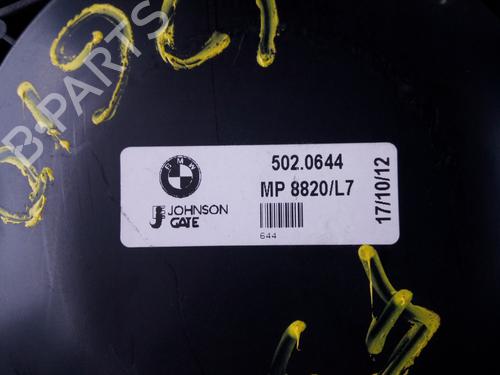 B-PARTS
BMW
502.0644
MP 8820/L7
17/10/12
JOHNSON
GATE
644